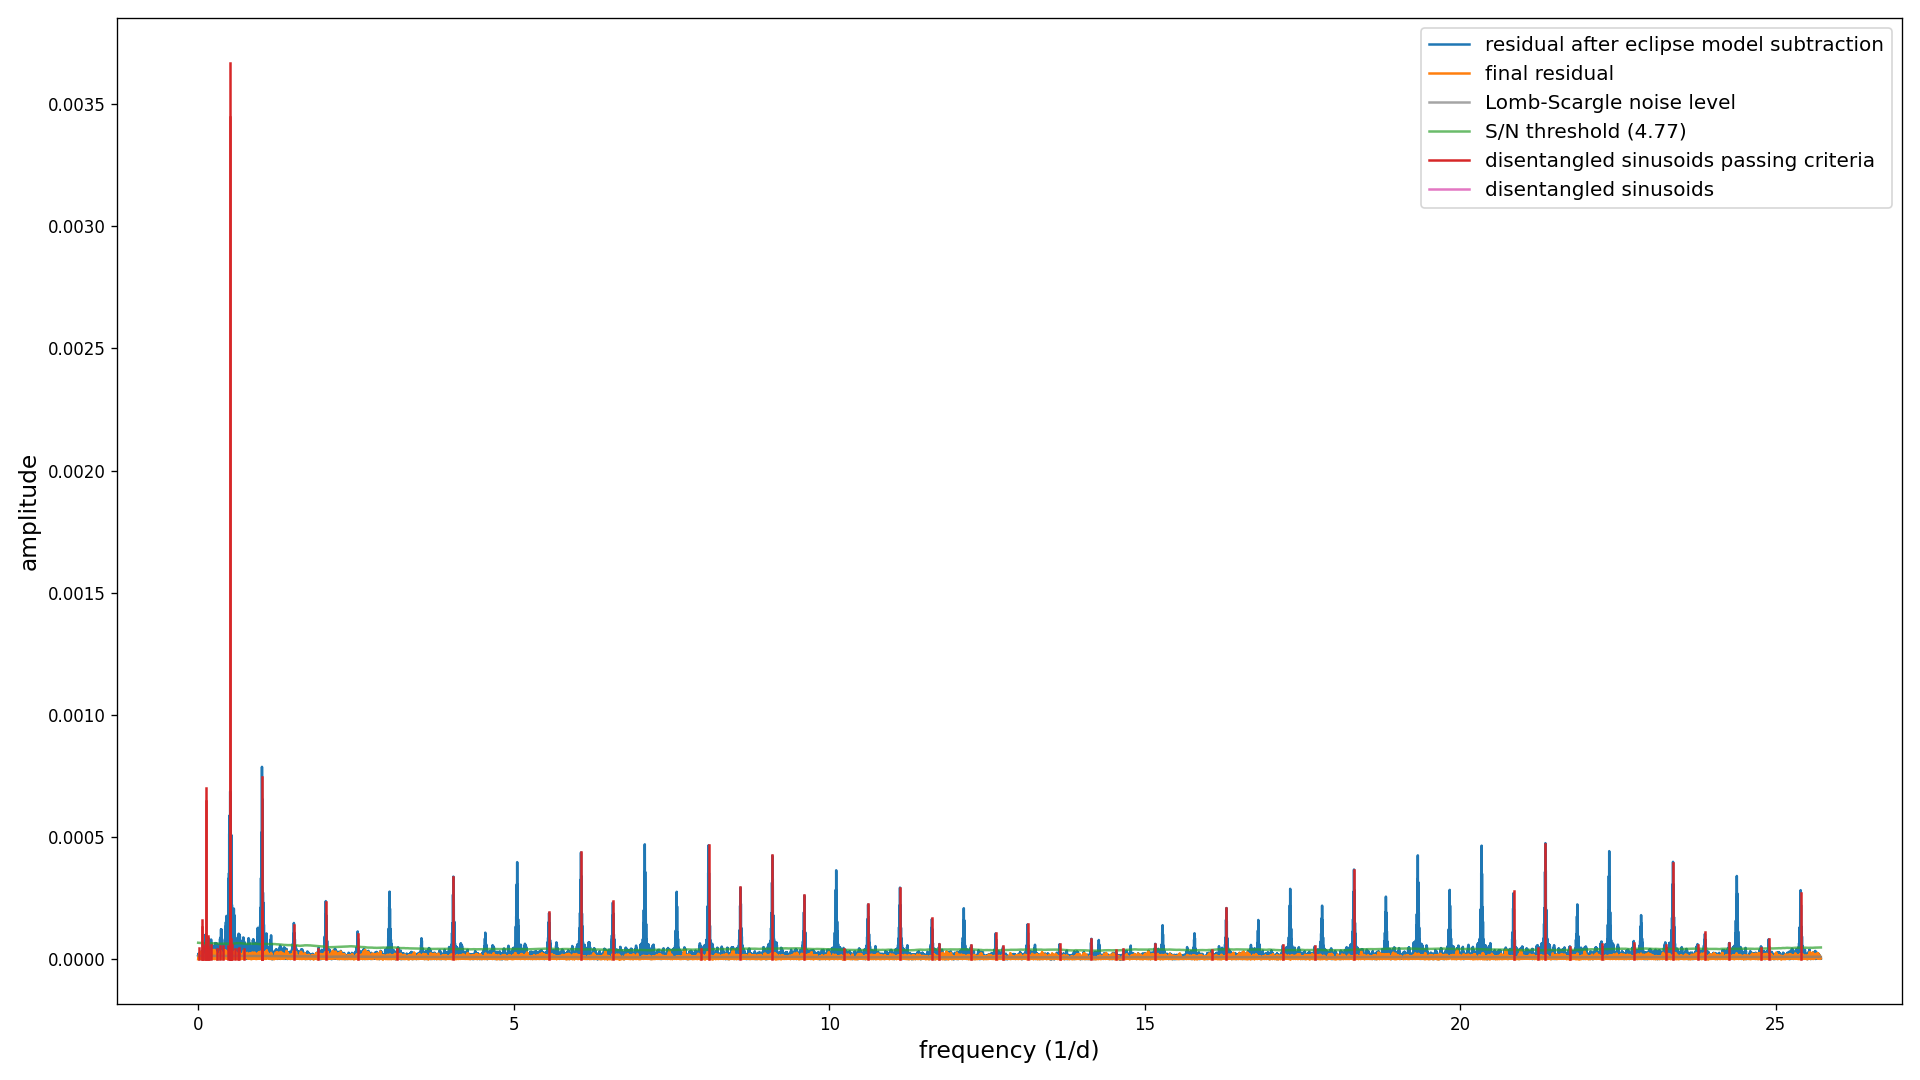 residual after eclipse model subtraction
final residual
Lomb-Scargle noise level
S/N threshold (4.77)
disentangled sinusoids passing criteria
disentangled sinusoids
amplitude
0.0035
0.0030
0.0025
0.0020
0.0015
0.0010
0.0005
0.0000
0 5 10 15 20 25
frequency (1/d)